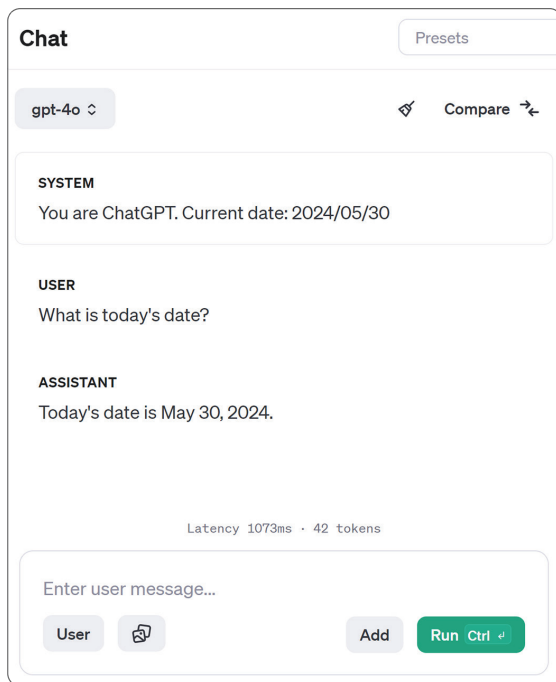 Chat
Presets
gpt-4o
Compare
SYSTEM
You are ChatGPT. Current date: 2024/05/30
USER
What is today's date?
ASSISTANT
Today's date is May 30, 2024.
Latency 1073ms · 42 tokens
Enter user message...
User
Add
Run Ctrl ↵